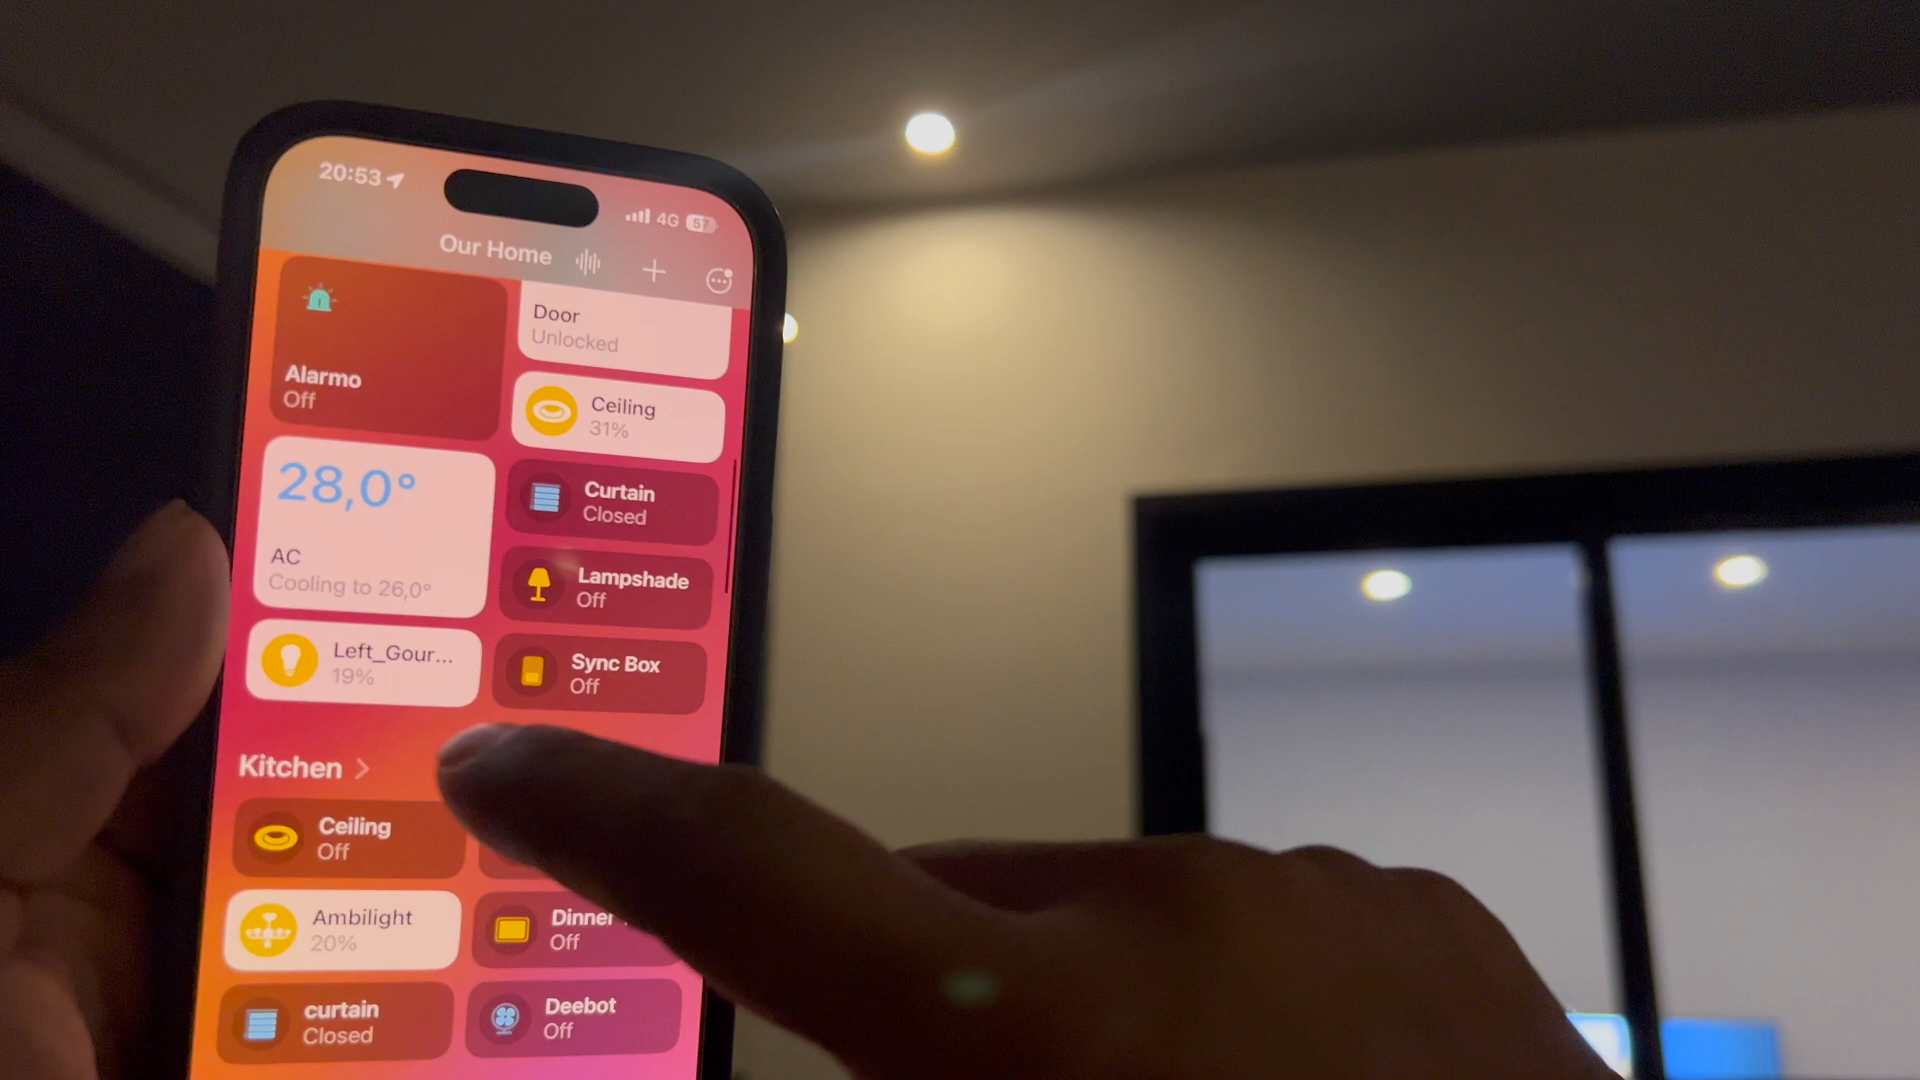 20:53
4G 67
Our Home
Alarmo
Off
Door
Unlocked
Ceiling
31%
28,0°
AC
Cooling to 26,0°
Curtain
Closed
Lampshade
Off
Left_Gour...
19%
Sync Box
Off
Kitchen >
Ceiling
Off
Ambilight
20%
Dinner
Off
curtain
Closed
Deebot
Off